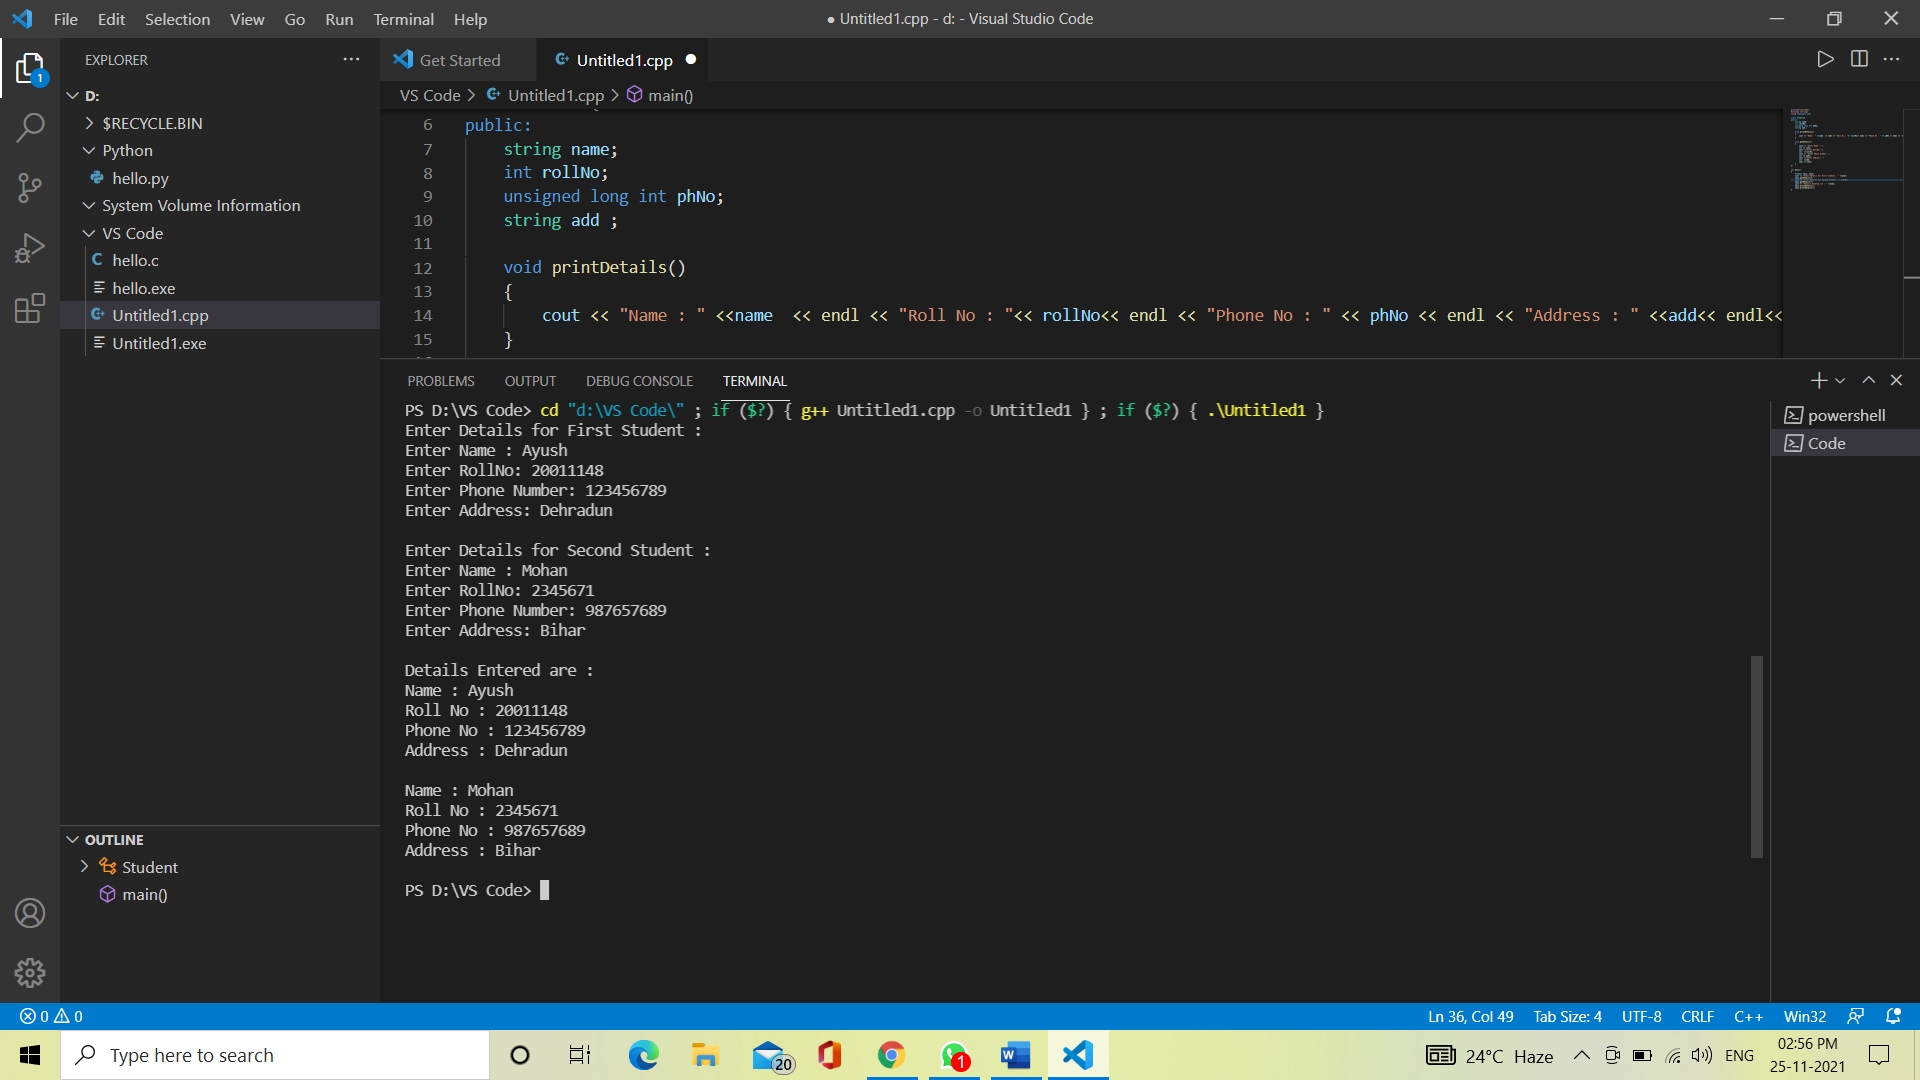 File Edit Selection View Go Run Terminal Help
● Untitled1.cpp - d: - Visual Studio Code
EXPLORER
Get Started
Untitled1.cpp
VS Code > Untitled1.cpp > main()
1
D:
$RECYCLE.BIN
Python
hello.py
System Volume Information
VS Code
hello.c
hello.exe
Untitled1.cpp
Untitled1.exe
6 public:
7 string name;
8 int rollNo;
9 unsigned long int phNo;
10 string add ;
11
12 void printDetails()
13 {
14 cout << "Name : " <<name  << endl << "Roll No : "<< rollNo<< endl << "Phone No : " << phNo << endl << "Address : " <<add<< endl<<
15 }
PROBLEMS OUTPUT DEBUG CONSOLE TERMINAL
powershell
Code
PS D:\VS Code> cd "d:\VS Code\" ; if ($?) { g++ Untitled1.cpp -o Untitled1 } ; if ($?) { .\Untitled1 }
Enter Details for First Student :
Enter Name : Ayush
Enter RollNo: 20011148
Enter Phone Number: 123456789
Enter Address: Dehradun
Enter Details for Second Student :
Enter Name : Mohan
Enter RollNo: 2345671
Enter Phone Number: 987657689
Enter Address: Bihar
Details Entered are :
Name : Ayush
Roll No : 20011148
Phone No : 123456789
Address : Dehradun
Name : Mohan
Roll No : 2345671
Phone No : 987657689
Address : Bihar
PS D:\VS Code>
OUTLINE
Student
main()
0 0
Ln 36, Col 49 Tab Size: 4 UTF-8 CRLF C++ Win32
Type here to search
20
1
24°C Haze
ENG
02:56 PM
25-11-2021